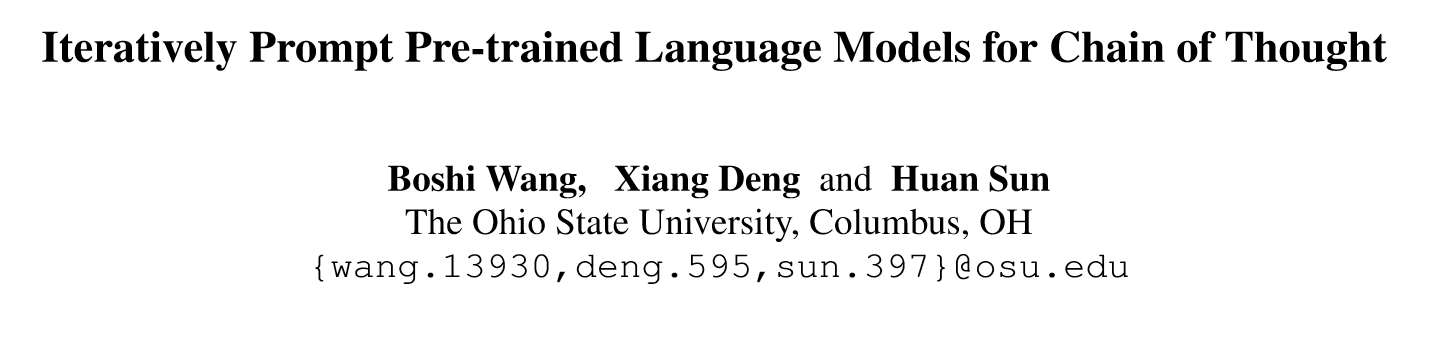 Iteratively Prompt Pre-trained Language Models for Chain of Thought
Boshi Wang, Xiang Deng and Huan Sun
The Ohio State University, Columbus, OH
{wang.13930,deng.595,sun.397}@osu.edu